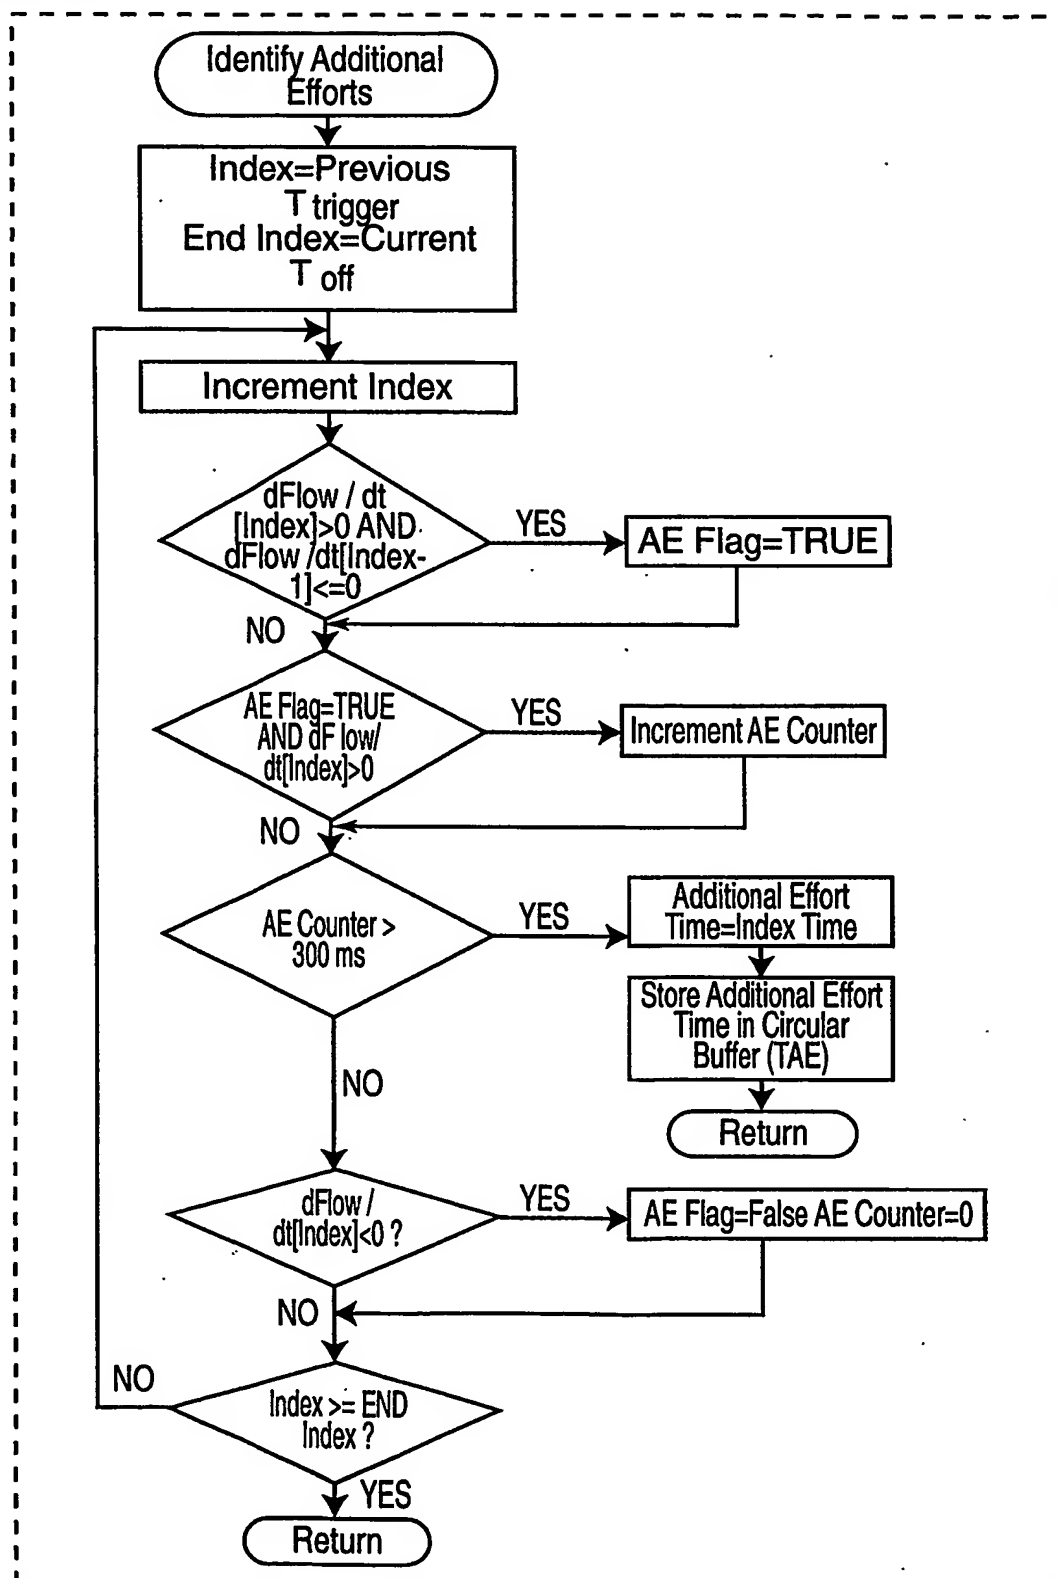 Identify Additional
Efforts
Index=Previous
T trigger
End Index=Current
T off
Increment Index
dFlow / dt
[Index]>0 AND
dFlow /dt[Index-
1]<=0
YES
AE Flag=TRUE
NO
AE Flag=TRUE
AND dF low/
dt[Index]>0
YES
Increment AE Counter
NO
AE Counter >
300 ms
YES
Additional Effort
Time=Index Time
Store Additional Effort
Time in Circular
Buffer (TAE)
Return
NO
dFlow /
dt[Index]<0 ?
YES
AE Flag=False AE Counter=0
NO
Index >= END
Index ?
NO
YES
Return